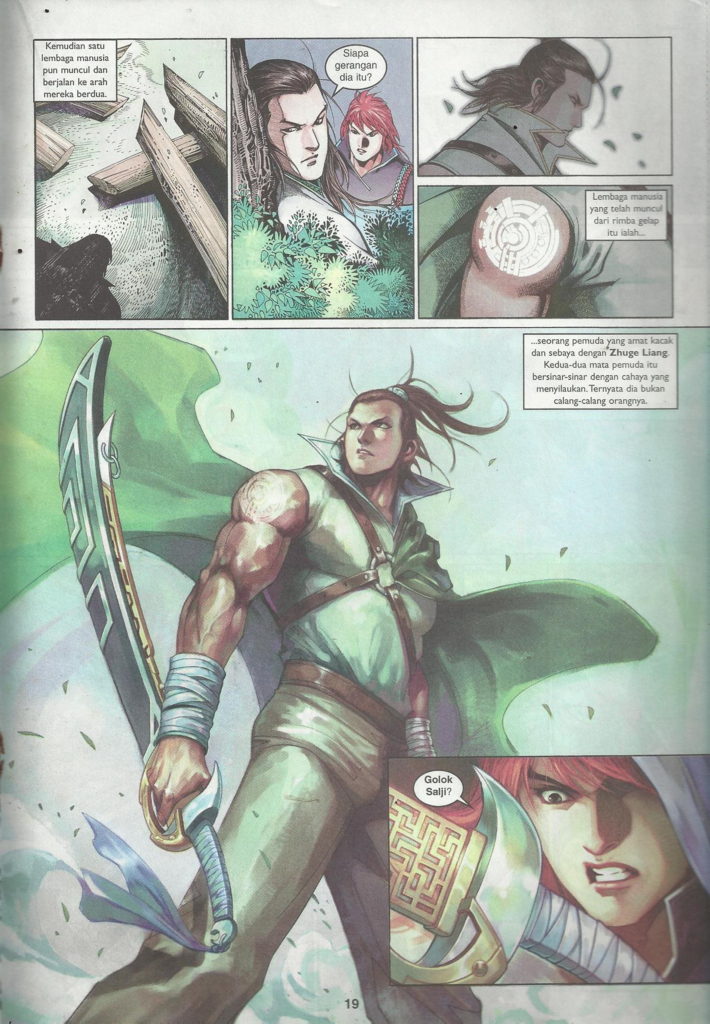 Kemudian satu
lembaga manusia
pun muncul dan
berjalan ke arah
mereka berdua.
Siapa
gerangan
dia itu?
Lembaga manusia
yang telah muncul
dari rimba gelap
itu ialah...
...seorang pemuda yang amat kacak
dan sebaya dengan Zhuge Liang.
Kedua-dua mata pemuda itu
bersinar-sinar dengan cahaya yang
menyilaukan. Ternyata dia bukan
calang-calang orangnya.
Golok
Salji?
19